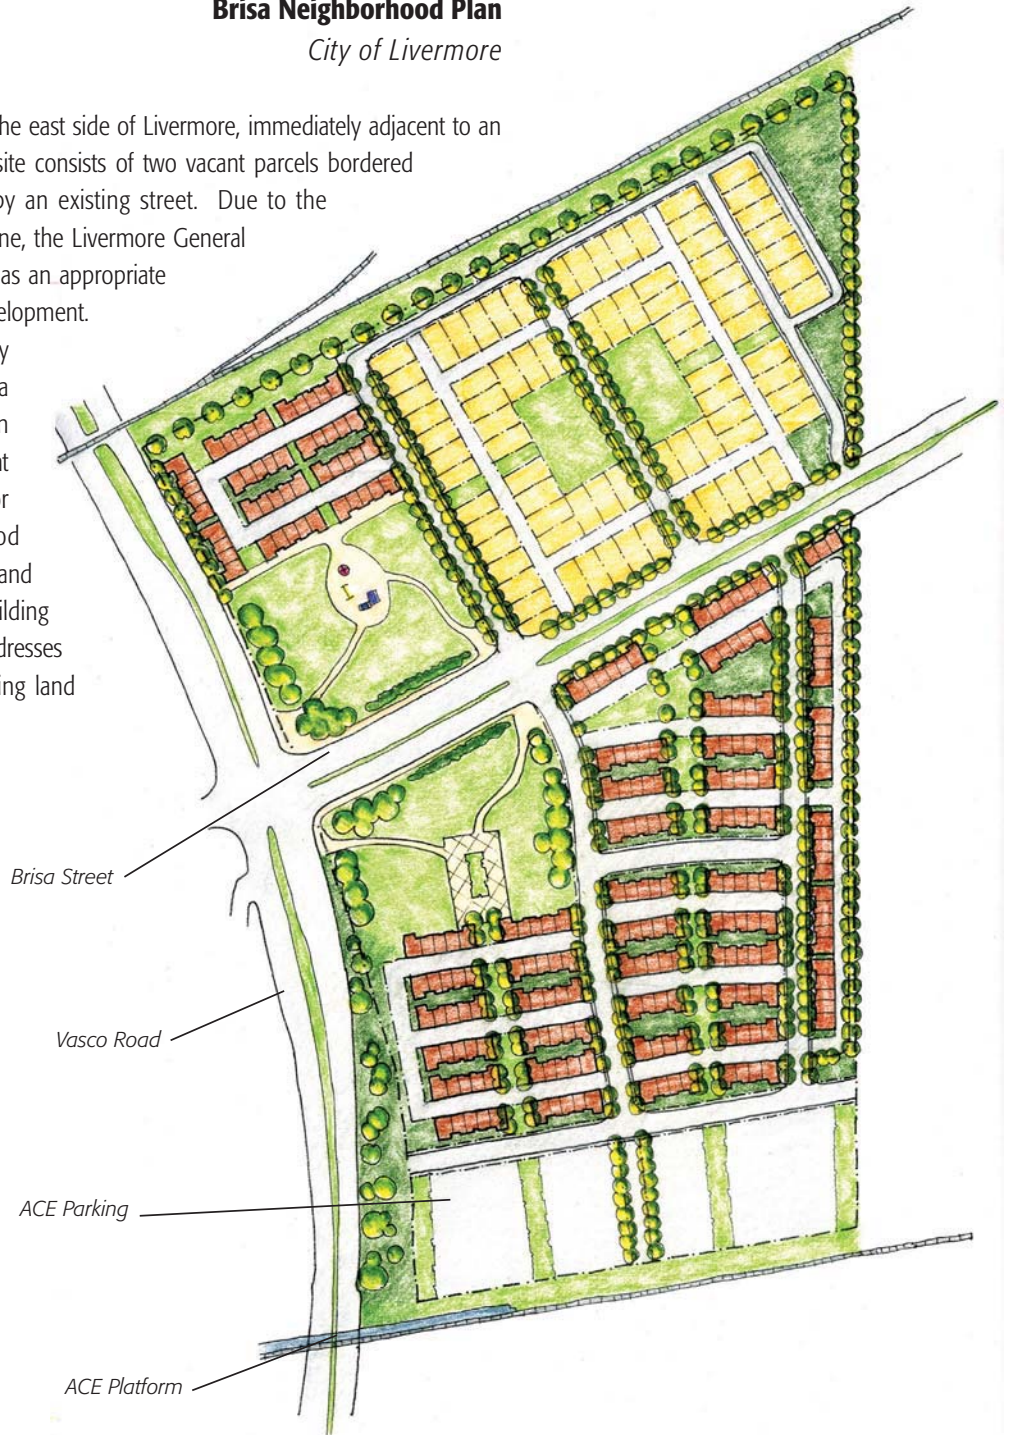 Brisa Neighborhood Plan
City of Livermore
he east side of Livermore, immediately adjacent to an
site consists of two vacant parcels bordered
by an existing street. Due to the
ne, the Livermore General
as an appropriate
elopment.
y
a
n
at
or
od
and
ilding
dresses
ing land
Brisa Street
Vasco Road
ACE Parking
ACE Platform